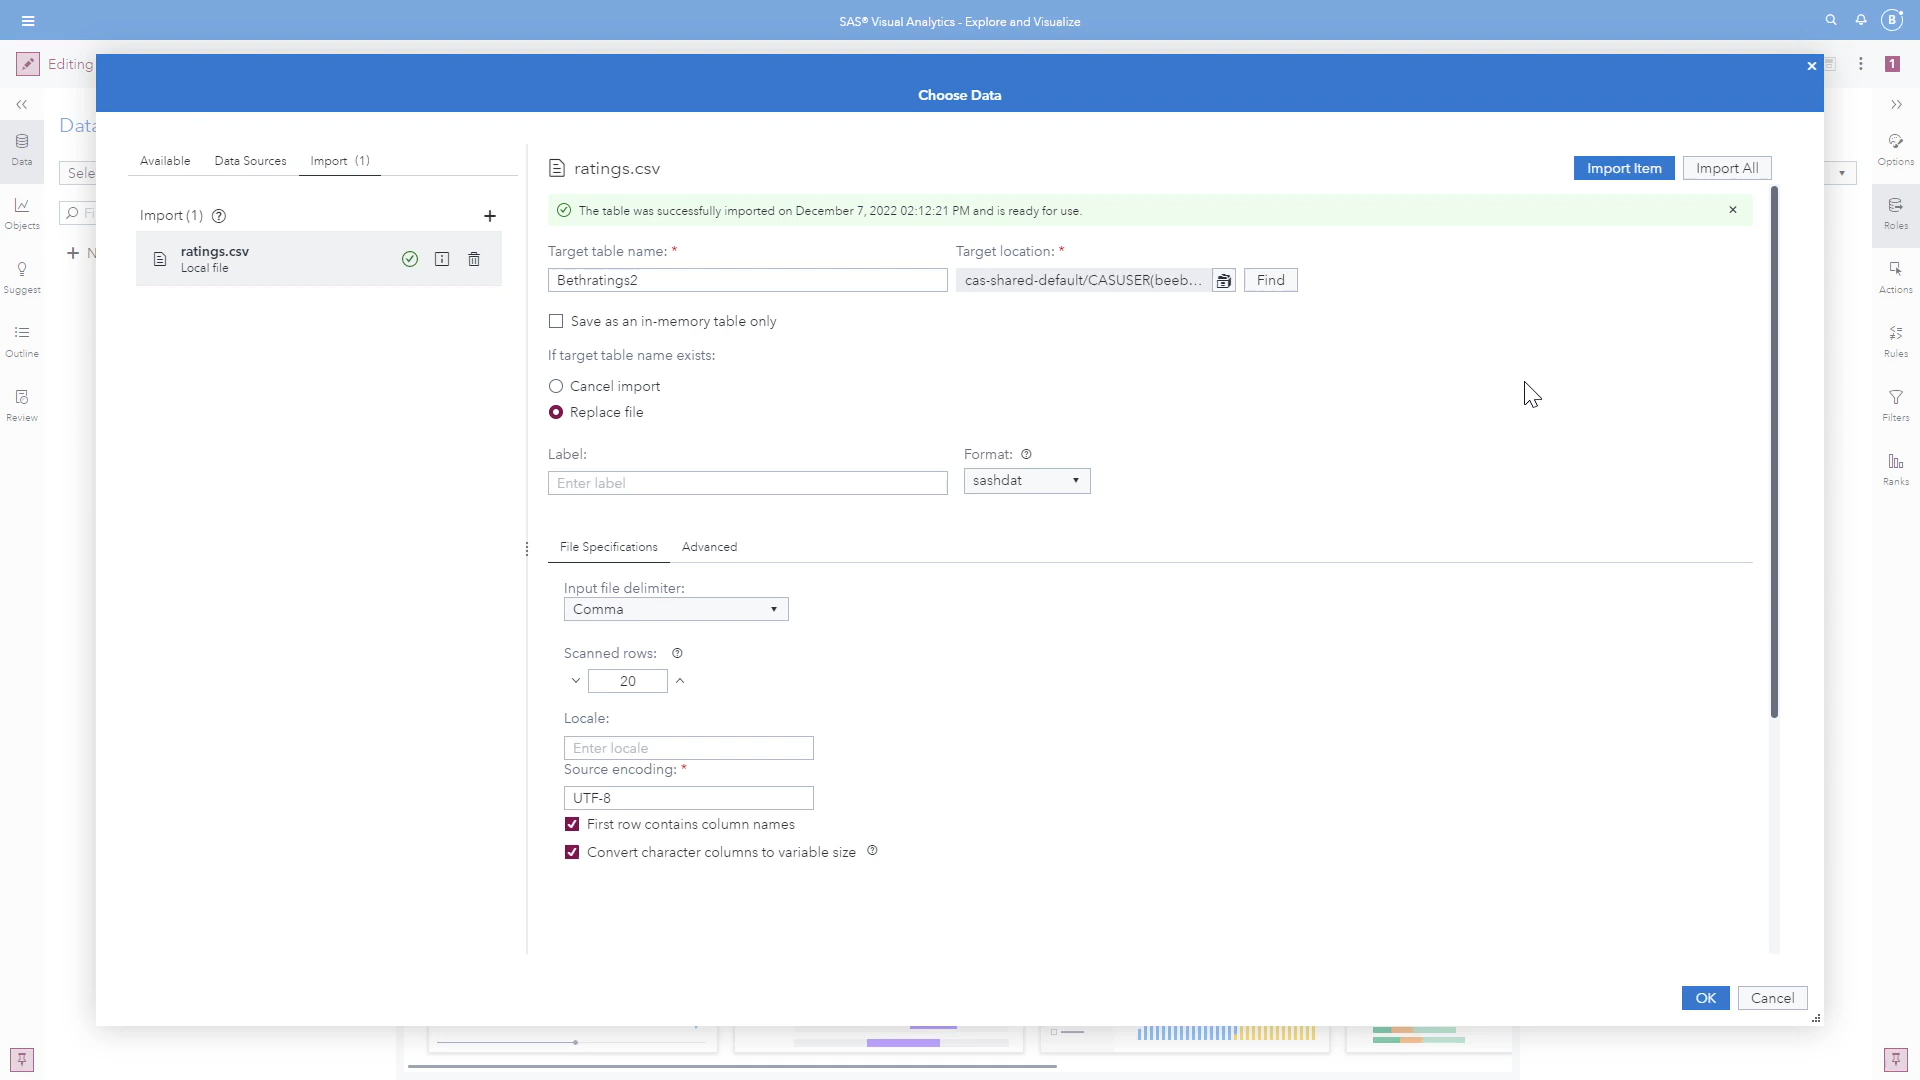 SAS® Visual Analytics - Explore and Visualize
B
Editing
1
Choose Data
Data
Data
Sele
Fi
N
Objects
Suggest
Outline
Review
Available
Data Sources
Import (1)
Import (1)
ratings.csv
Local file
ratings.csv
Import Item
Import All
The table was successfully imported on December 7, 2022 02:12:21 PM and is ready for use.
Target table name: *
Target location: *
Bethratings2
cas-shared-default/CASUSER(beeb...
Find
Save as an in-memory table only
If target table name exists:
Cancel import
Replace file
Label:
Format:
Enter label
sashdat
File Specifications
Advanced
Input file delimiter:
Comma
Scanned rows:
20
Locale:
Enter locale
Source encoding: *
UTF-8
First row contains column names
Convert character columns to variable size
OK
Cancel
Options
Roles
Actions
Rules
Filters
Ranks